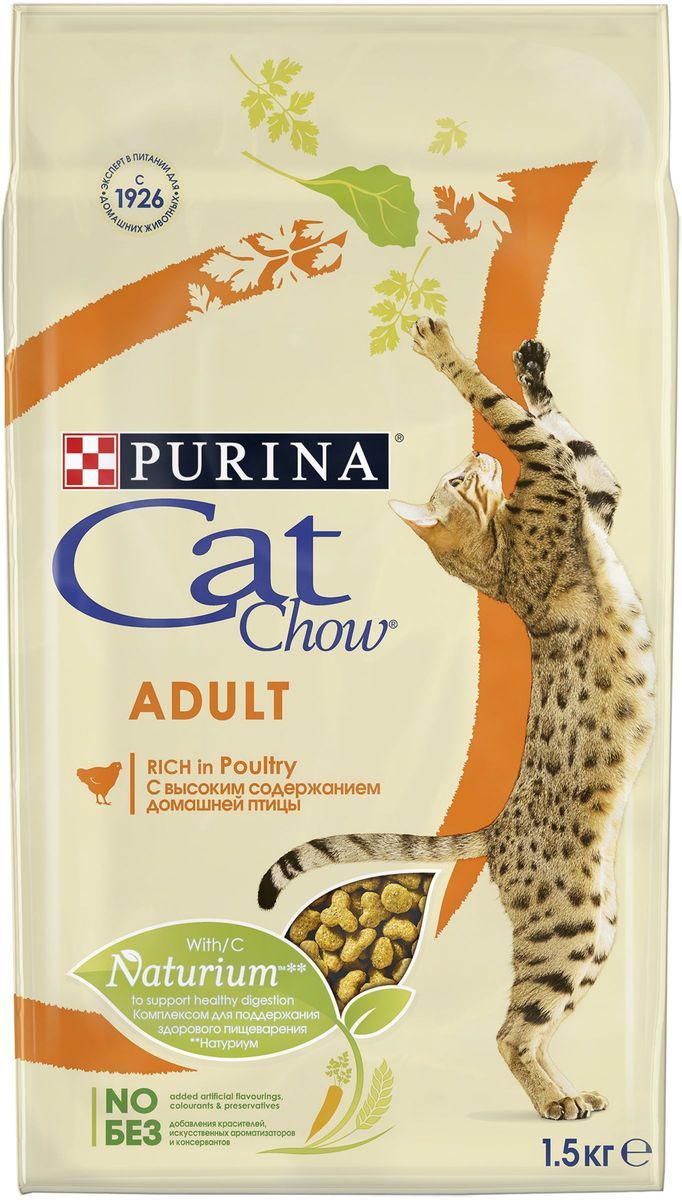 ЭКСПЕРТ В ПИТАНИИ ДЛЯ
С
1926
ДОМАШНИХ ЖИВОТНЫХ
PURINA®
Cat
Chow®
ADULT
RICH in Poultry
С высоким содержанием
домашней птицы
With/С
Naturium™**
to support healthy digestion
Комплексом для поддержания
здорового пищеварения
**Натуриум
NO
added artificial flavourings,
colourants & preservatives
БЕЗ
добавления красителей,
искусственных ароматизаторов
и консервантов
1.5кг ℮